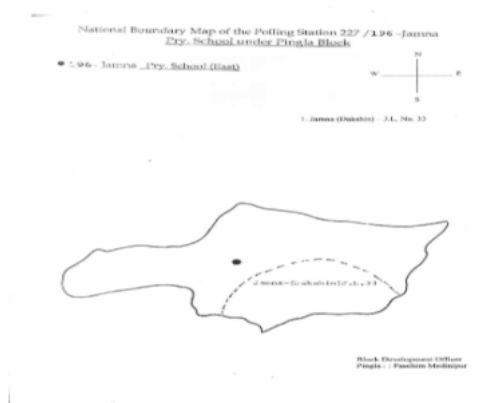 National Boundary Map of the Polling Station 227 /196 -Jamna
Pry. School under Pingla Block
196- Jamna Pry. School (East)
N
W E
S
1. Jamna (Dakshin) - J.L. No. 33
Block Development Officer
Pingla : : Paschim Medinipur